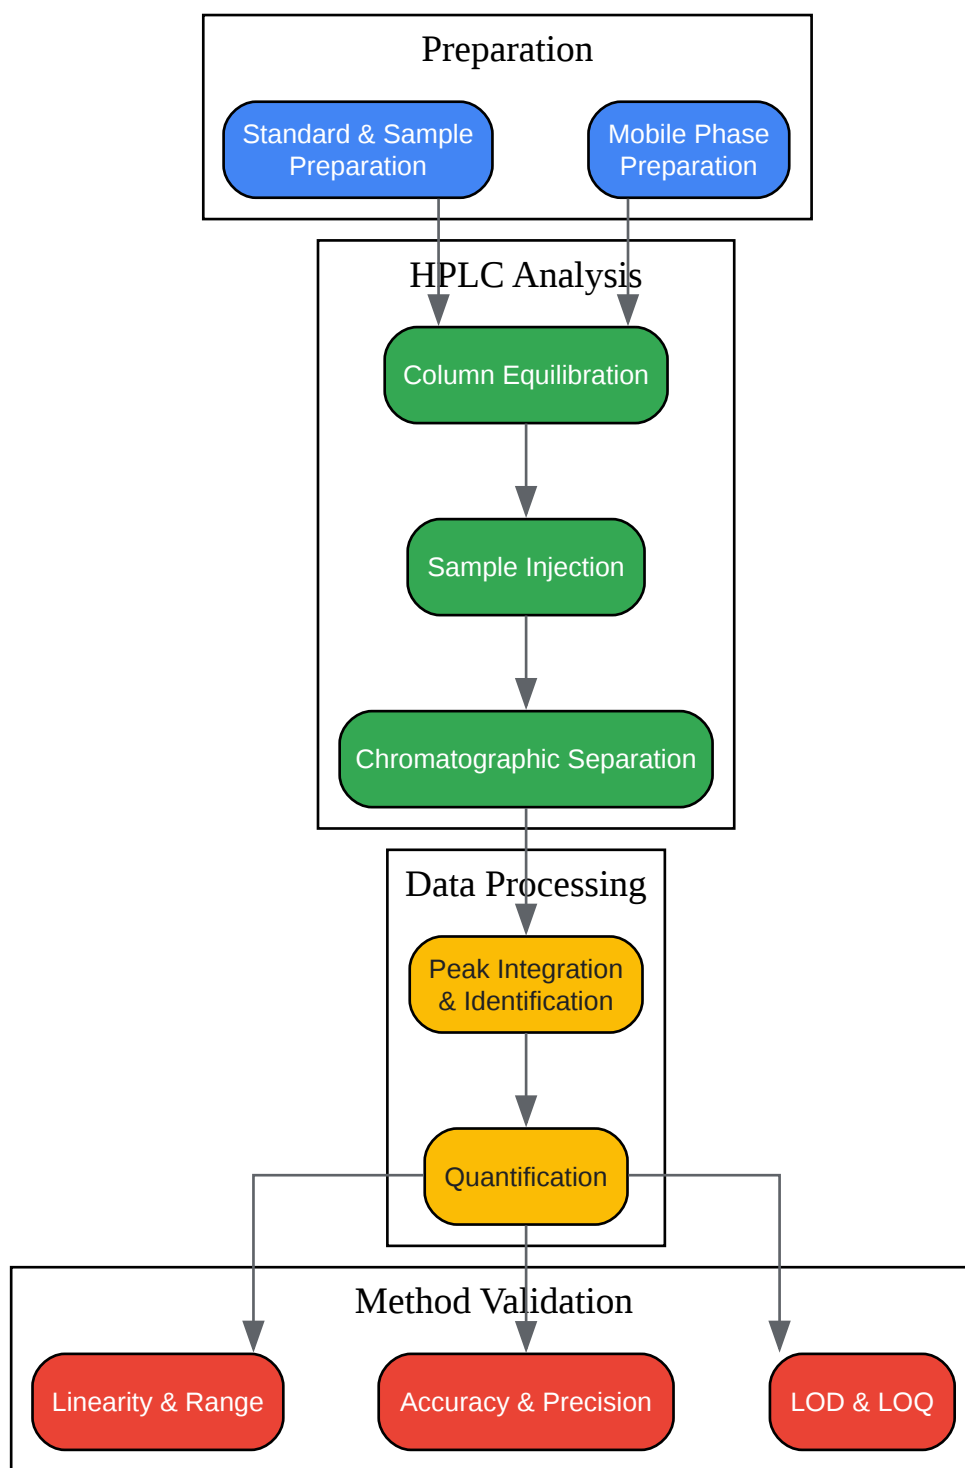 Preparation
Standard & Sample
Preparation
Mobile Phase
Preparation
HPLC Analysis
Column Equilibration
Sample Injection
Chromatographic Separation
Data Processing
Peak Integration
& Identification
Quantification
Method Validation
Linearity & Range
Accuracy & Precision
LOD & LOQ